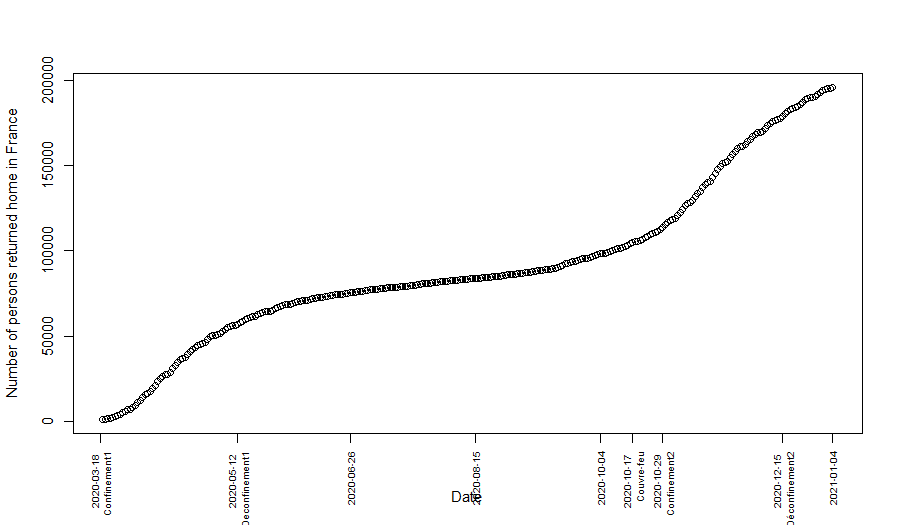 Number of persons returned home in France
200000
150000
100000
50000
0
2020-03-18
Confinement1
2020-05-12
Déconfinement1
2020-06-26
2020-08-15
2020-10-04
2020-10-17
Couvre-feu
2020-10-29
Confinement2
2020-12-15
Déconfinement2
2021-01-04
Date